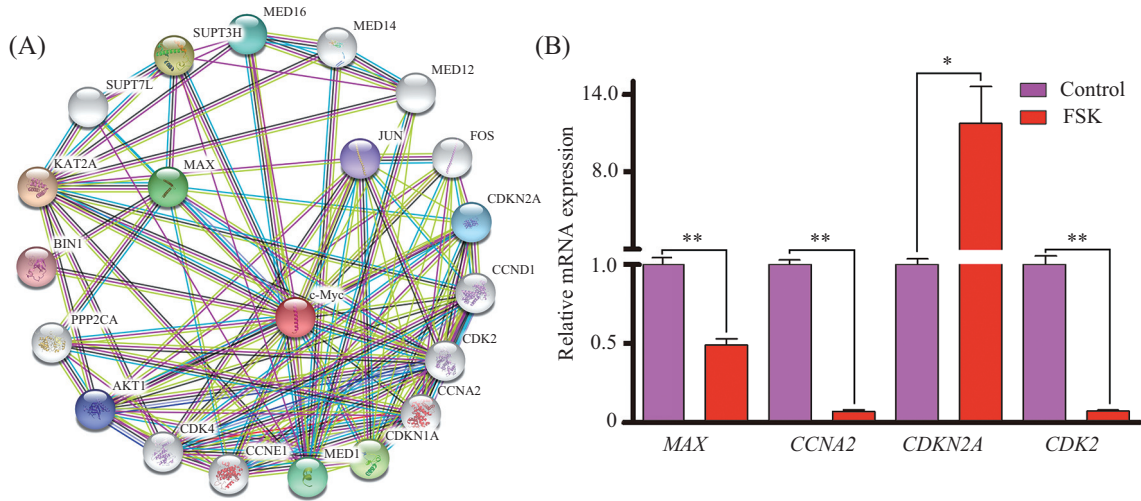 (A)
MED16
MED14
SUPT3H
MED12
SUPT7L
JUN
FOS
KAT2A
MAX
CDKN2A
BIN1
CCND1
c-Myc
PPP2CA
CDK2
CCNA2
AKT1
CDK4
CDKN1A
CCNE1
MED1
(B)
Relative mRNA expression
14.0
8.0
1.0
0.5
0
**
**
*
**
Control
FSK
MAX CCNA2 CDKN2A CDK2